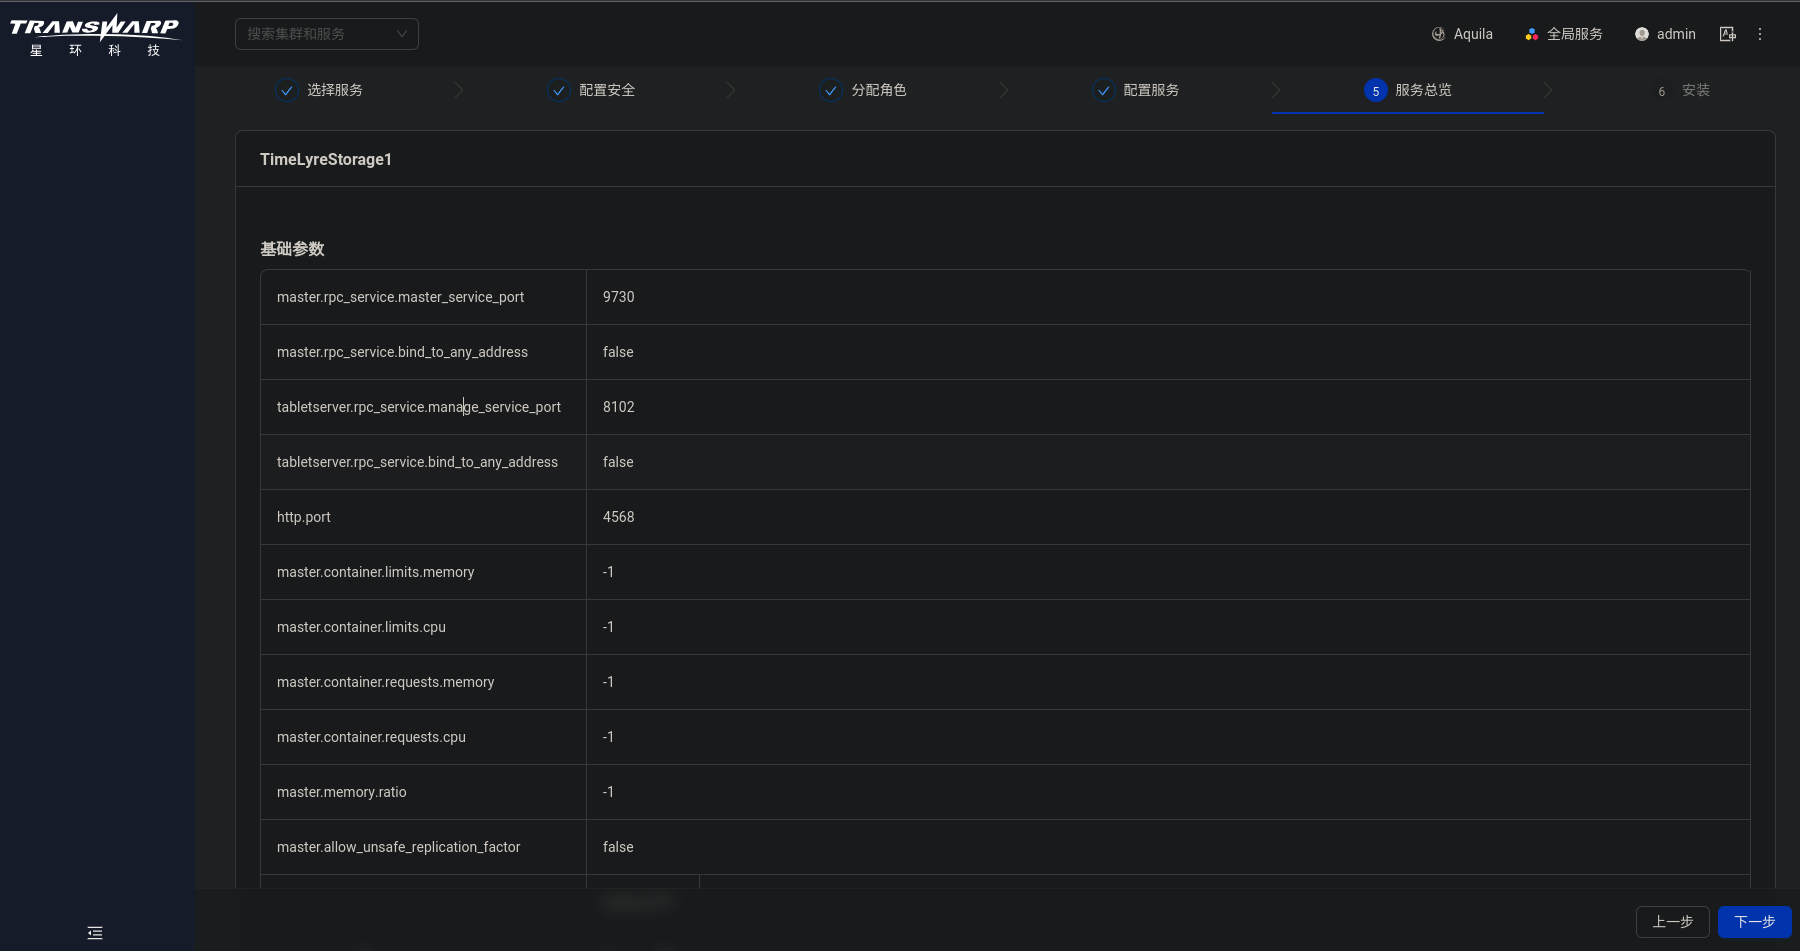 TRANSWARP
星环科技
搜索集群和服务
Aquila
全局服务
admin
选择服务
配置安全
分配角色
配置服务
5 服务总览
6 安装
TimeLyreStorage1
基础参数
master.rpc_service.master_service_port 9730
master.rpc_service.bind_to_any_address false
tabletserver.rpc_service.manage_service_port 8102
tabletserver.rpc_service.bind_to_any_address false
http.port 4568
master.container.limits.memory -1
master.container.limits.cpu -1
master.container.requests.memory -1
master.container.requests.cpu -1
master.memory.ratio -1
master.allow_unsafe_replication_factor false
上一步
下一步